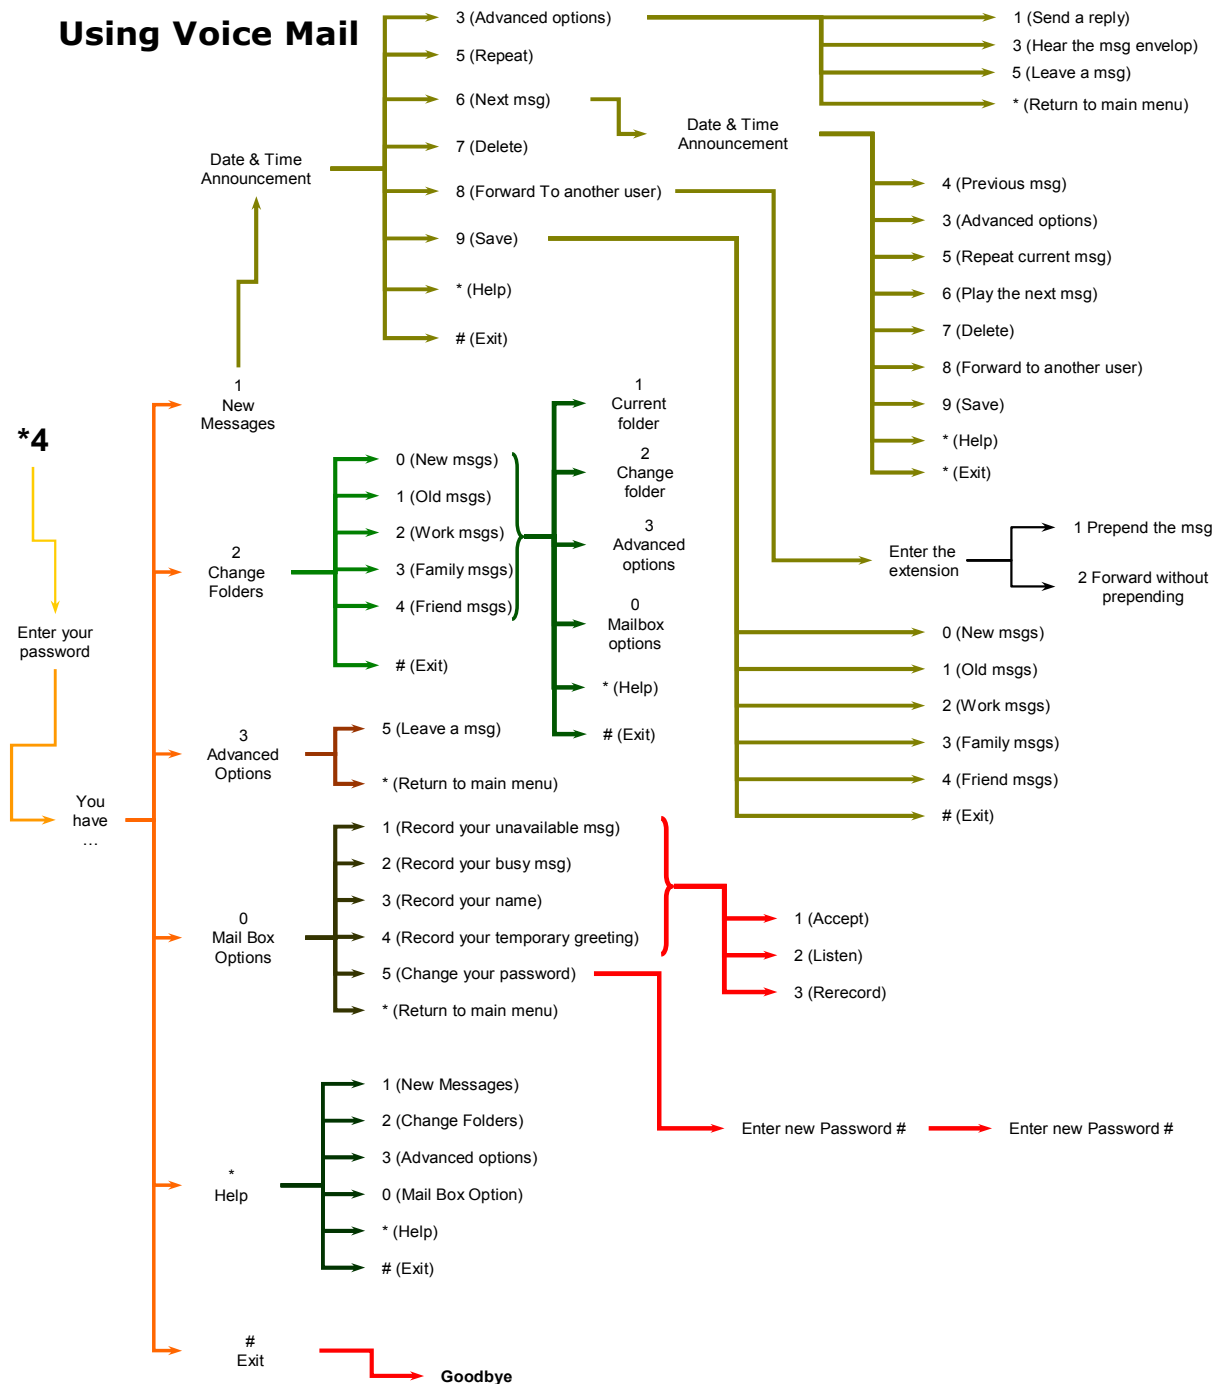 Using Voice Mail
3 (Advanced options)
5 (Repeat)
6 (Next msg)
7 (Delete)
8 (Forward To another user)
9 (Save)
* (Help)
# (Exit)
1 (Send a reply)
3 (Hear the msg envelop)
5 (Leave a msg)
* (Return to main menu)
Date & Time
Announcement
Date & Time
Announcement
4 (Previous msg)
3 (Advanced options)
5 (Repeat current msg)
6 (Play the next msg)
7 (Delete)
8 (Forward to another user)
9 (Save)
* (Help)
* (Exit)
1
New
Messages
*4
Enter your
password
You
have
...
2
Change
Folders
0 (New msgs)
1 (Old msgs)
2 (Work msgs)
3 (Family msgs)
4 (Friend msgs)
# (Exit)
1
Current
folder
2
Change
folder
3
Advanced
options
0
Mailbox
options
* (Help)
# (Exit)
Enter the
extension
1 Prepend the msg
2 Forward without
prepending
0 (New msgs)
1 (Old msgs)
2 (Work msgs)
3 (Family msgs)
4 (Friend msgs)
# (Exit)
3
Advanced
Options
5 (Leave a msg)
* (Return to main menu)
0
Mail Box
Options
1 (Record your unavailable msg)
2 (Record your busy msg)
3 (Record your name)
4 (Record your temporary greeting)
5 (Change your password)
* (Return to main menu)
1 (Accept)
2 (Listen)
3 (Rerecord)
Enter new Password #
Enter new Password #
*
Help
1 (New Messages)
2 (Change Folders)
3 (Advanced options)
0 (Mail Box Option)
* (Help)
# (Exit)
#
Exit
Goodbye